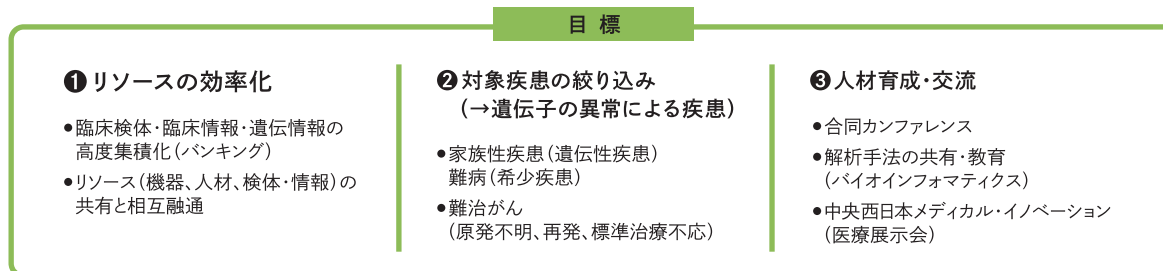 目標
❶リソースの効率化
●臨床検体・臨床情報・遺伝情報の
高度集積化(バンキング)
●リソース(機器、人材、検体・情報)の
共有と相互融通
❷対象疾患の絞り込み
(→遺伝子の異常による疾患)
●家族性疾患(遺伝性疾患)
難病(希少疾患)
●難治がん
(原発不明、再発、標準治療不応)
❸人材育成・交流
●合同カンファレンス
●解析手法の共有・教育
(バイオインフォマティクス)
●中央西日本メディカル・イノベーション
(医療展示会)